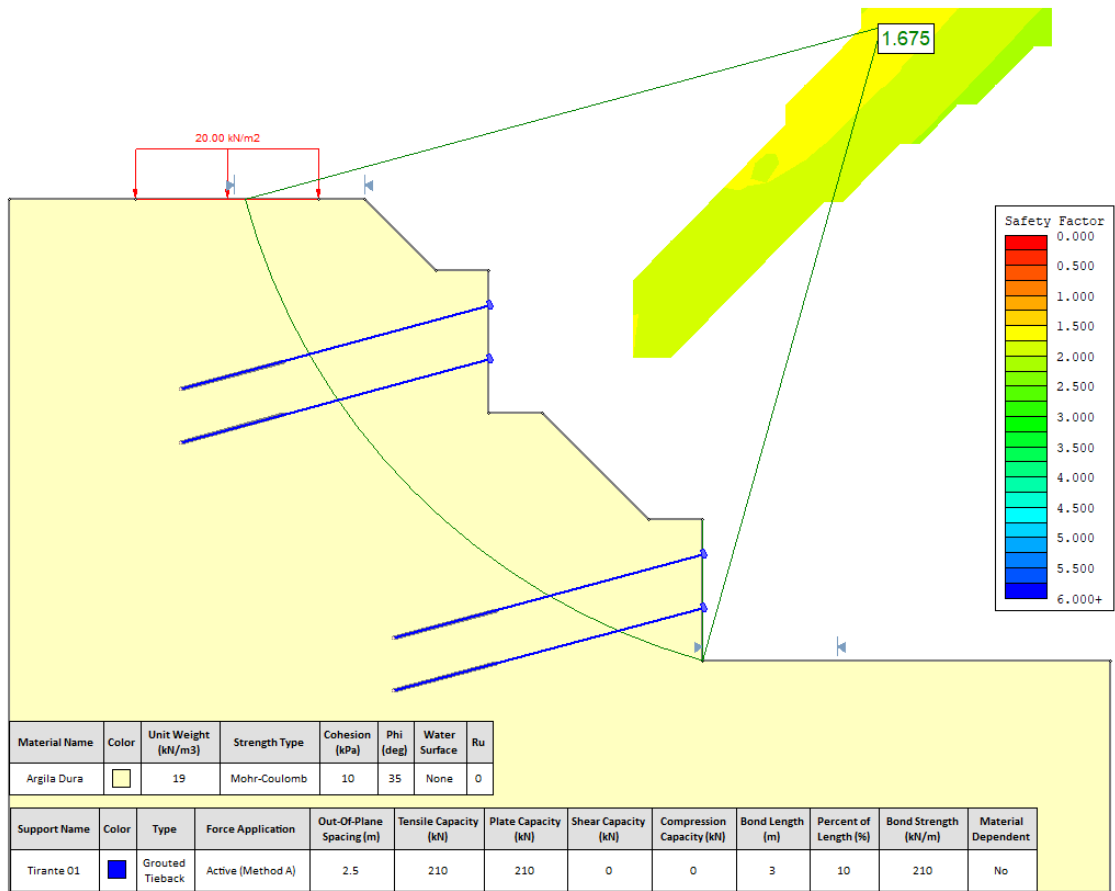 1.675
20.00 kN/m2
Safety Factor
0.000
0.500
1.000
1.500
2.000
2.500
3.000
3.500
4.000
4.500
5.000
5.500
6.000+
Material Name Color Unit Weight (kN/m3) Strength Type Cohesion (kPa) Phi (deg) Water Surface Ru
Argila Dura 19 Mohr-Coulomb 10 35 None 0
Support Name Color Type Force Application Out-Of-Plane Spacing (m) Tensile Capacity (kN) Plate Capacity (kN) Shear Capacity (kN) Compression Capacity (kN) Bond Length (m) Percent of Length (%) Bond Strength (kN/m) Material Dependent
Tirante 01 Grouted Tieback Active (Method A) 2.5 210 210 0 0 3 10 210 No